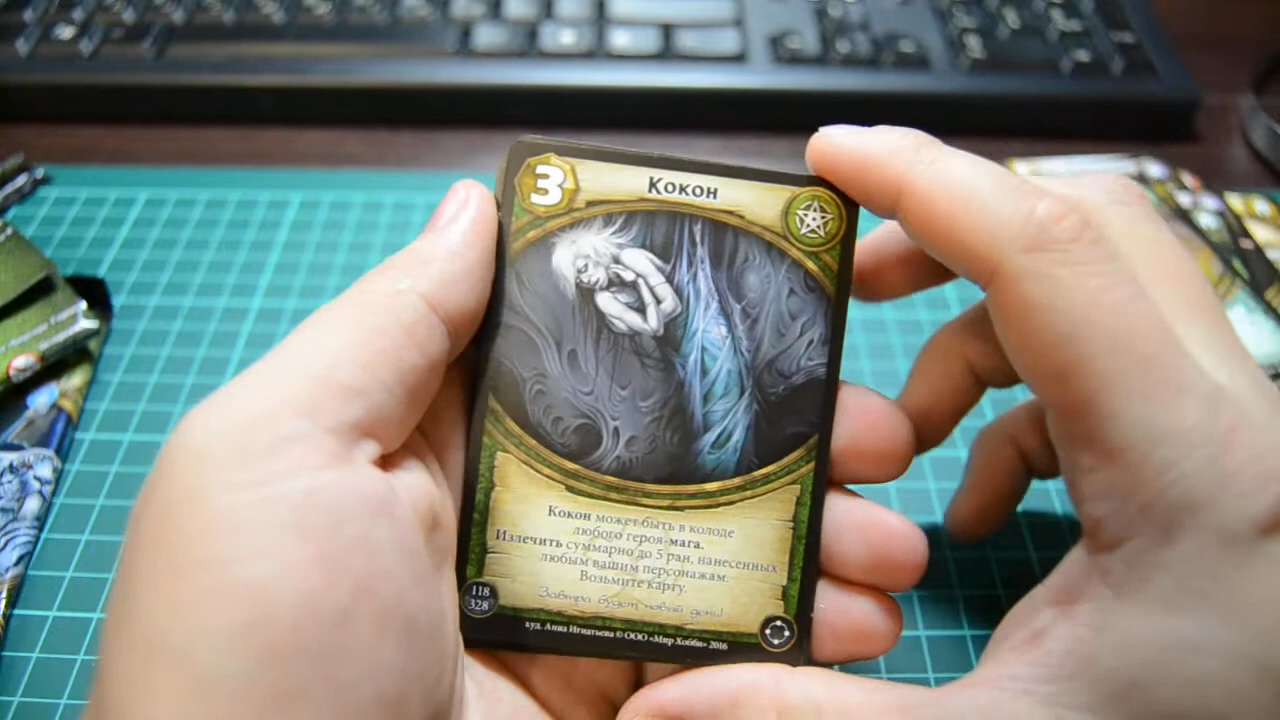 3
Кокон
Кокон может быть в колоде
любого героя-мага.
Излечить суммарно до 5 ран, нанесенных
любым вашим персонажам.
Возьмите карту.
Завтра будет новый день!
118
328
худ. Анна Игнатьева © ООО «Мир Хобби» 2016